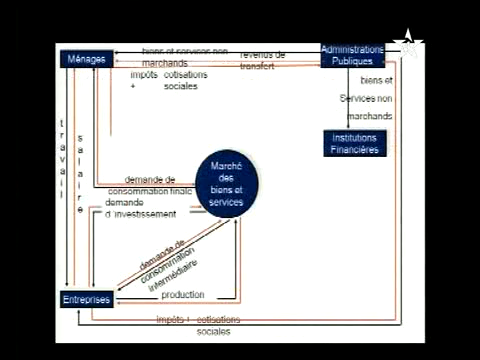 biens et services non
marchands
revenus de
transfert
Administrations
Publiques
Ménages
impôts cotisations
+ sociales
biens et
Services non
marchands
Institutions
Financières
travail
salaire
Marché
des
biens et
services
demande de
consommation finale
demande
d'investissement
demande de
consommation
intermédiaire
Entreprises
production
impôts + cotisations
sociales